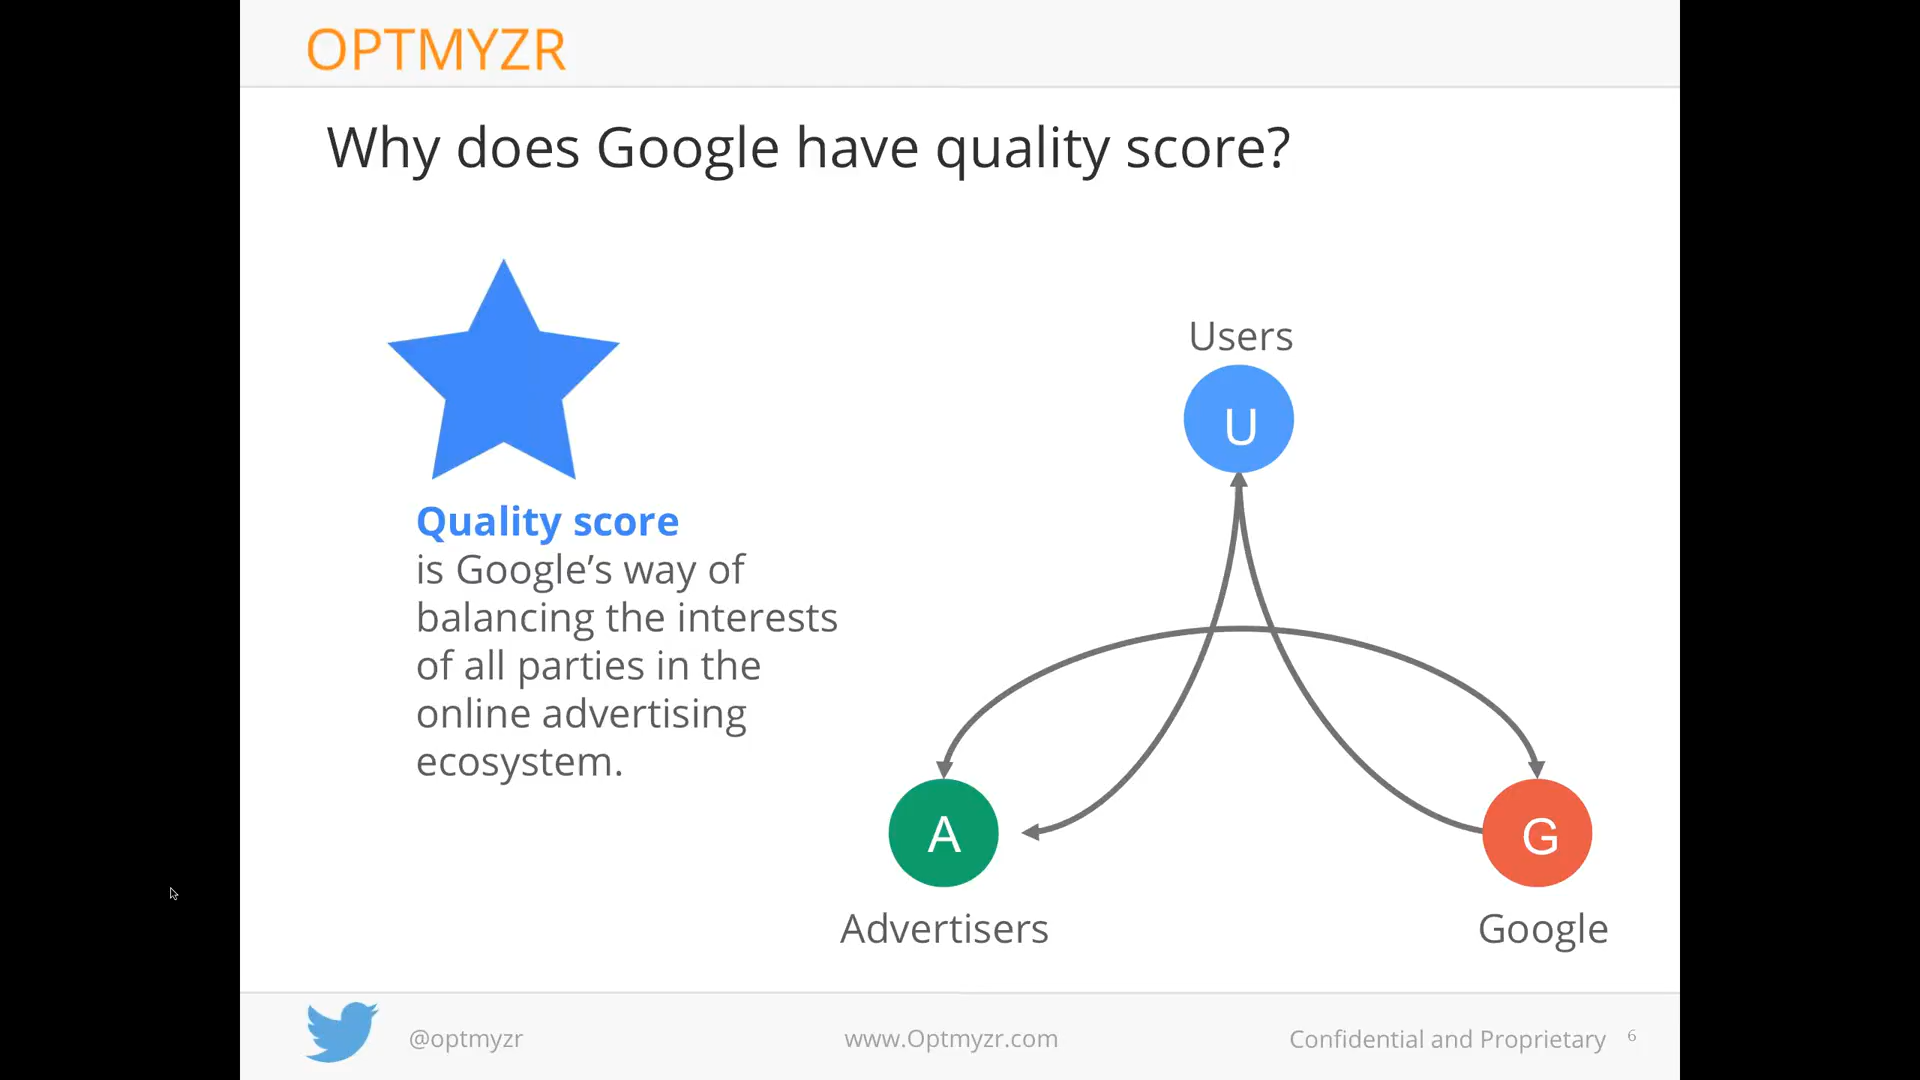 OPTMYZR
Why does Google have quality score?
Quality score
is Google’s way of
balancing the interests
of all parties in the
online advertising
ecosystem.
Users
U
A
G
Advertisers
Google
@optmyzr
www.Optmyzr.com
Confidential and Proprietary 6